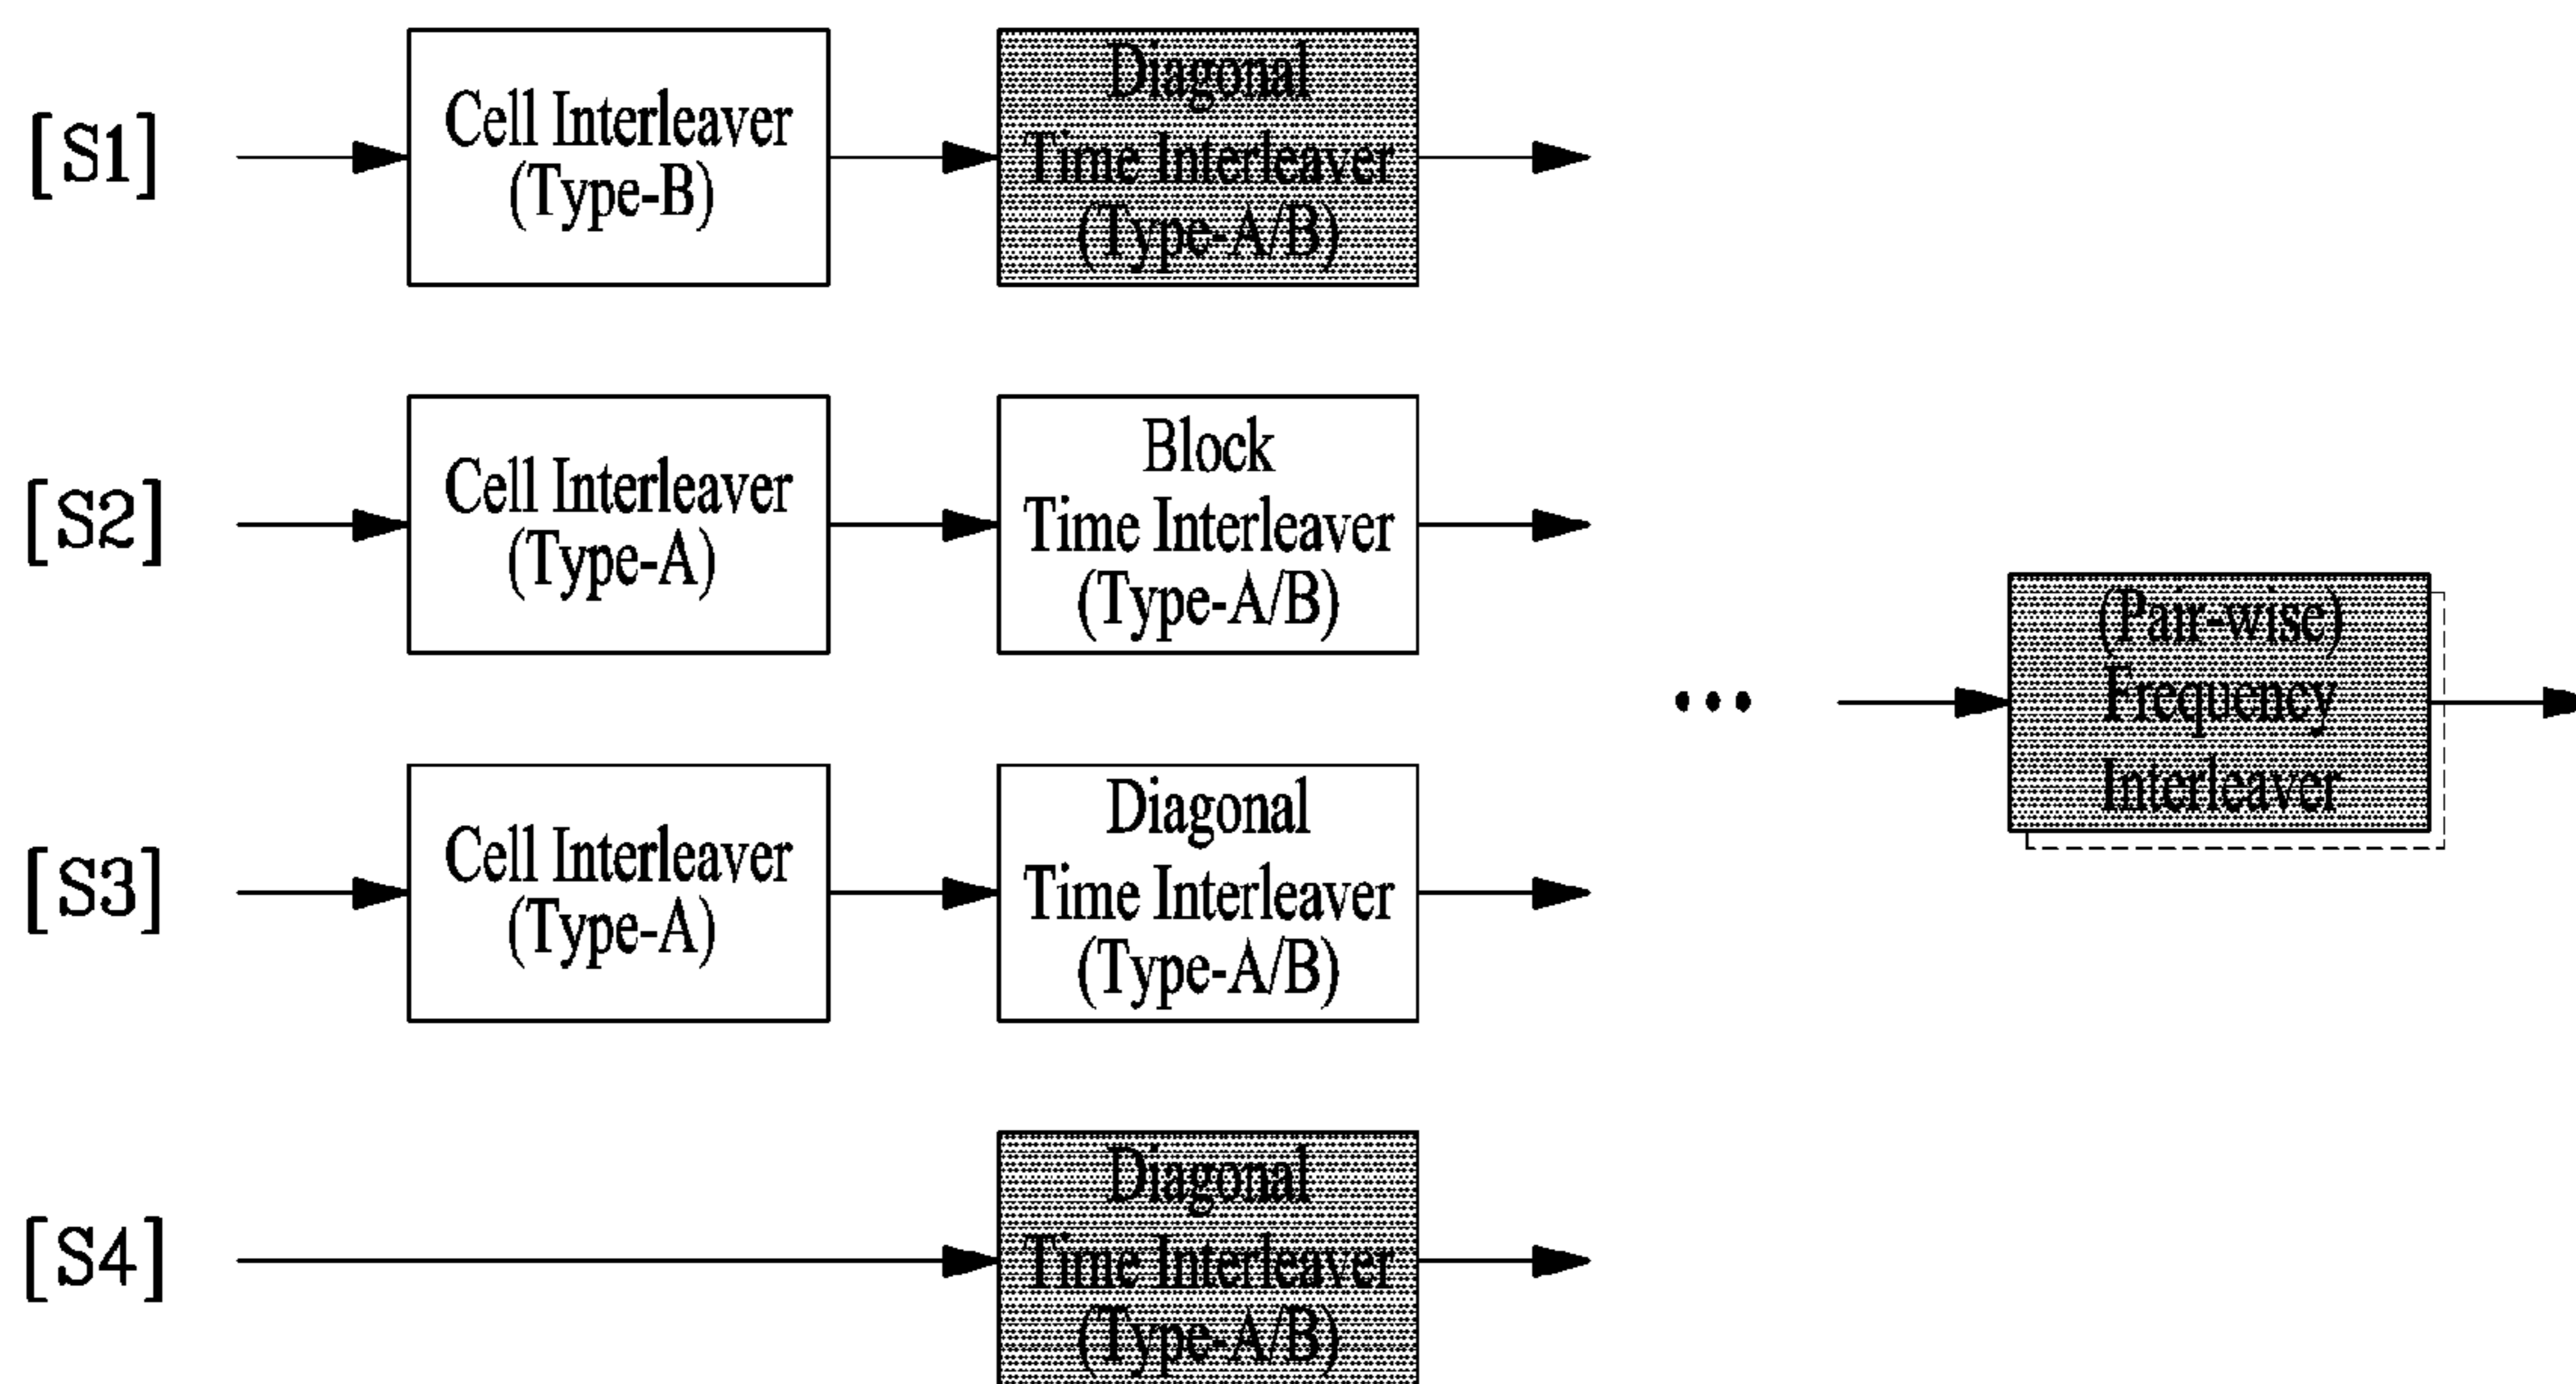 [S1]
Cell Interleaver
(Type-B)
Diagonal
Time Interleaver
(Type-A/B)
[S2]
Cell Interleaver
(Type-A)
Block
Time Interleaver
(Type-A/B)
[S3]
Cell Interleaver
(Type-A)
Diagonal
Time Interleaver
(Type-A/B)
[S4]
Diagonal
Time Interleaver
(Type-A/B)
• • •
(Pair-wise)
Frequency
Interleaver